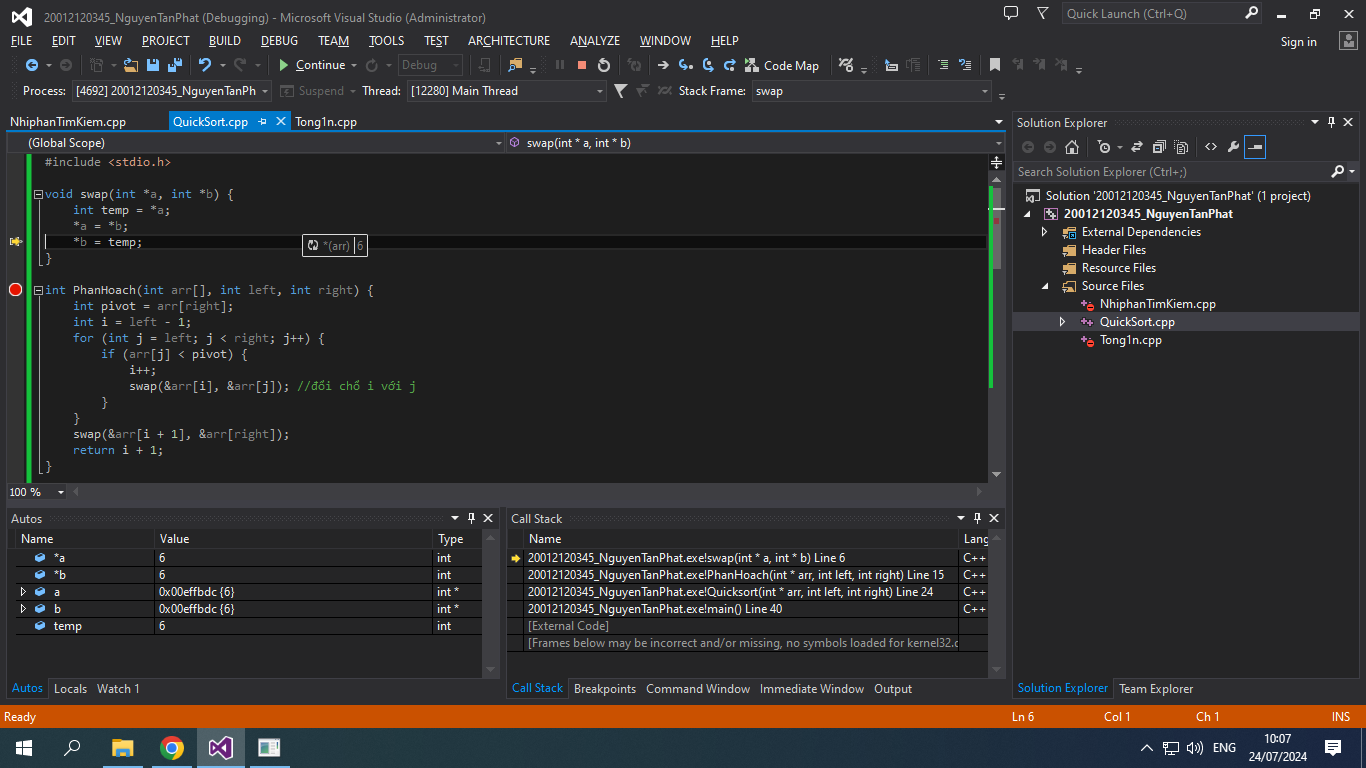 20012120345_NguyenTanPhat (Debugging) - Microsoft Visual Studio (Administrator)
Quick Launch (Ctrl+Q)
FILE EDIT VIEW PROJECT BUILD DEBUG TEAM TOOLS TEST ARCHITECTURE ANALYZE WINDOW HELP
Sign in
Continue Debug Code Map
Process: [4692] 20012120345_NguyenTanPh Suspend Thread: [12280] Main Thread Stack Frame: swap
NhiphanTimKiem.cpp QuickSort.cpp Tong1n.cpp
(Global Scope) swap(int * a, int * b)
#include <stdio.h>
void swap(int *a, int *b) {
int temp = *a;
*a = *b;
*b = temp;
*(arr) 6
}
int PhanHoach(int arr[], int left, int right) {
int pivot = arr[right];
int i = left - 1;
for (int j = left; j < right; j++) {
if (arr[j] < pivot) {
i++;
swap(&arr[i], &arr[j]); //đổi chổ i với j
}
}
swap(&arr[i + 1], &arr[right]);
return i + 1;
}
100 %
Solution Explorer
Search Solution Explorer (Ctrl+;)
Solution '20012120345_NguyenTanPhat' (1 project)
20012120345_NguyenTanPhat
External Dependencies
Header Files
Resource Files
Source Files
NhiphanTimKiem.cpp
QuickSort.cpp
Tong1n.cpp
Autos
Name Value Type
*a 6 int
*b 6 int
a 0x00effbdc {6} int *
b 0x00effbdc {6} int *
temp 6 int
Autos Locals Watch 1
Call Stack
Name Lang
20012120345_NguyenTanPhat.exe!swap(int * a, int * b) Line 6 C++
20012120345_NguyenTanPhat.exe!PhanHoach(int * arr, int left, int right) Line 15 C++
20012120345_NguyenTanPhat.exe!Quicksort(int * arr, int left, int right) Line 24 C++
20012120345_NguyenTanPhat.exe!main() Line 40 C++
[External Code]
[Frames below may be incorrect and/or missing, no symbols loaded for kernel32.d
Call Stack Breakpoints Command Window Immediate Window Output
Solution Explorer Team Explorer
Ready Ln 6 Col 1 Ch 1 INS
ENG
10:07
24/07/2024